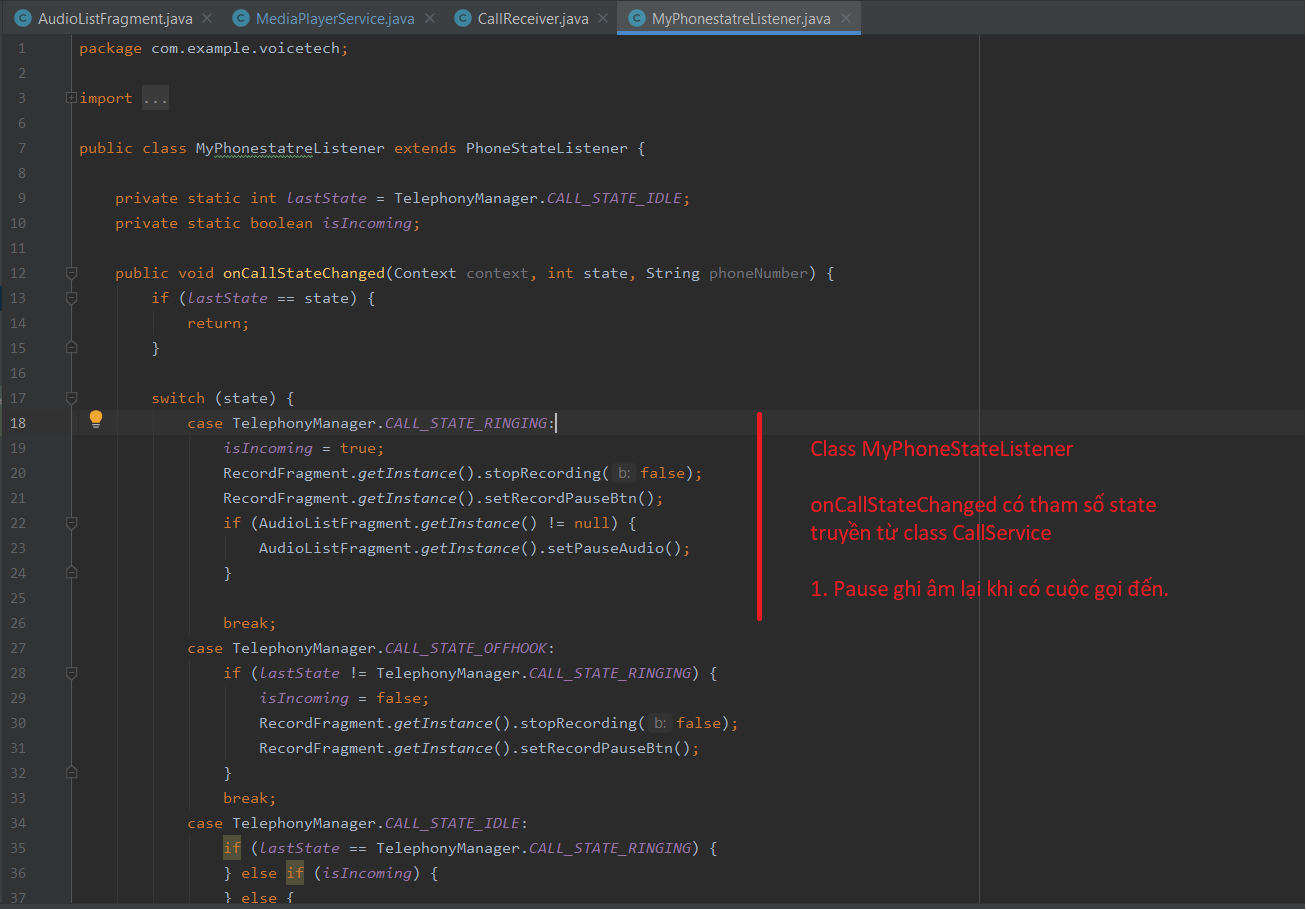 AudioListFragment.java MediaPlayerService.java CallReceiver.java MyPhonestatreListener.java
1 package com.example.voicetech;
2
3 import ...
6
7 public class MyPhonestatreListener extends PhoneStateListener {
8
9 private static int lastState = TelephonyManager.CALL_STATE_IDLE;
10 private static boolean isIncoming;
11
12 public void onCallStateChanged(Context context, int state, String phoneNumber) {
13 if (lastState == state) {
14 return;
15 }
16
17 switch (state) {
18 case TelephonyManager.CALL_STATE_RINGING:
19 isIncoming = true;
20 RecordFragment.getInstance().stopRecording( b: false);
21 RecordFragment.getInstance().setRecordPauseBtn();
22 if (AudioListFragment.getInstance() != null) {
23 AudioListFragment.getInstance().setPauseAudio();
24 }
25
26 break;
27 case TelephonyManager.CALL_STATE_OFFHOOK:
28 if (lastState != TelephonyManager.CALL_STATE_RINGING) {
29 isIncoming = false;
30 RecordFragment.getInstance().stopRecording( b: false);
31 RecordFragment.getInstance().setRecordPauseBtn();
32 }
33 break;
34 case TelephonyManager.CALL_STATE_IDLE:
35 if (lastState == TelephonyManager.CALL_STATE_RINGING) {
36 } else if (isIncoming) {
37 } else {
Class MyPhoneStateListener
onCallStateChanged có tham số state
truyền từ class CallService
1. Pause ghi âm lại khi có cuộc gọi đến.